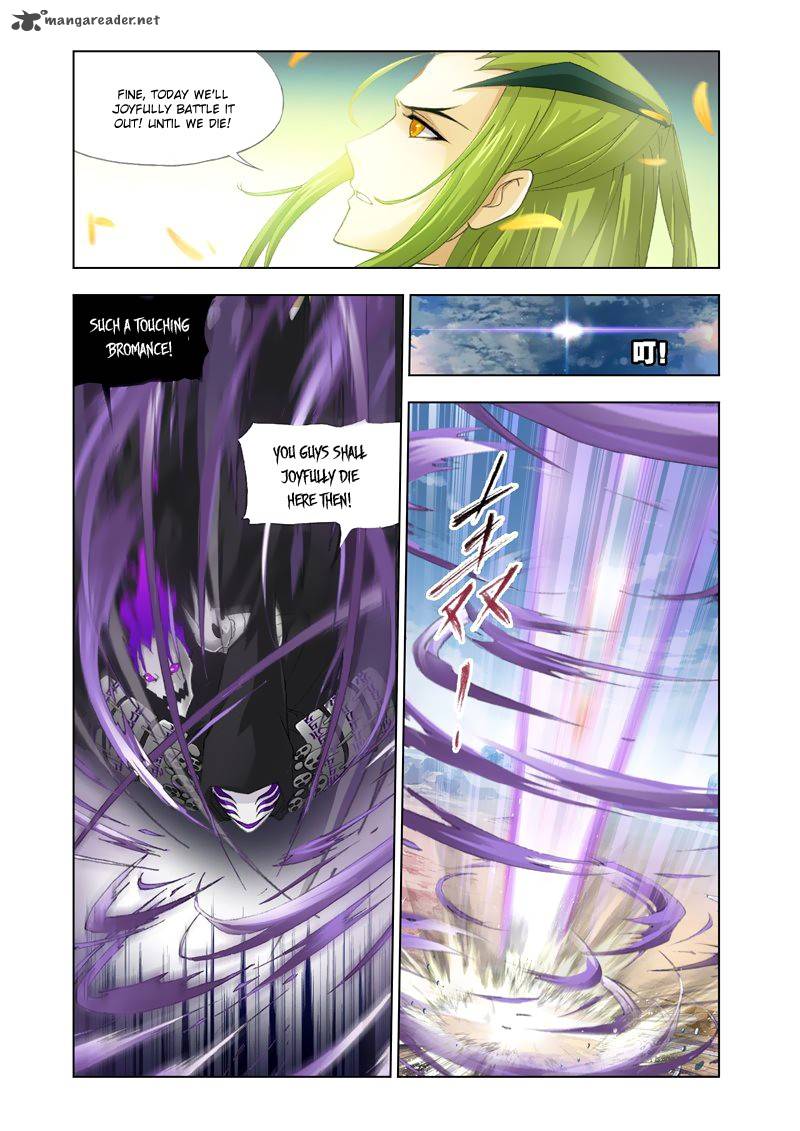 mangareader.net
FINE, TODAY WE'LL
JOYFULLY BATTLE IT
OUT! UNTIL WE DIE!
SUCH A TOUCHING
BROMANCE!
YOU GUYS SHALL
JOYFULLY DIE
HERE THEN!
叮!
轰!